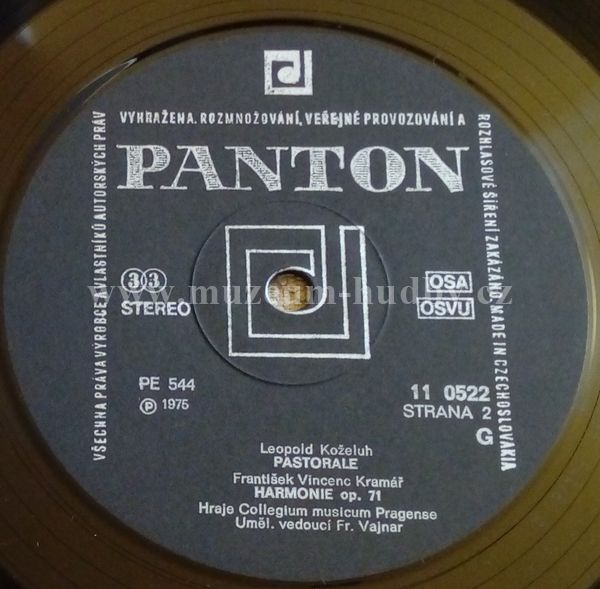 VYHRAŽENA. ROZMNOŽOVÁNÍ, VEŘEJNÉ PROVOZOVÁNÍ A
ROZHLASOVÉ ŠÍŘENÍ ZAKÁZÁNO. MADE IN CZECHOSLOVAKIA
VŠECHNA PRÁVA VÝROBCE I VLASTNÍKŮ AUTORSKÝCH PRÁV
PANTON
33
STEREO
OSA
OSVU
www.muzeum-hudby.cz
PE 544
Ⓟ 1975
11 0522
STRANA 2
G
Leopold Koželuh
PASTORALE
František Vincenc Kramář
HARMONIE op. 71
Hraje Collegium musicum Pragense
Uměl. vedoucí Fr. Vajnar